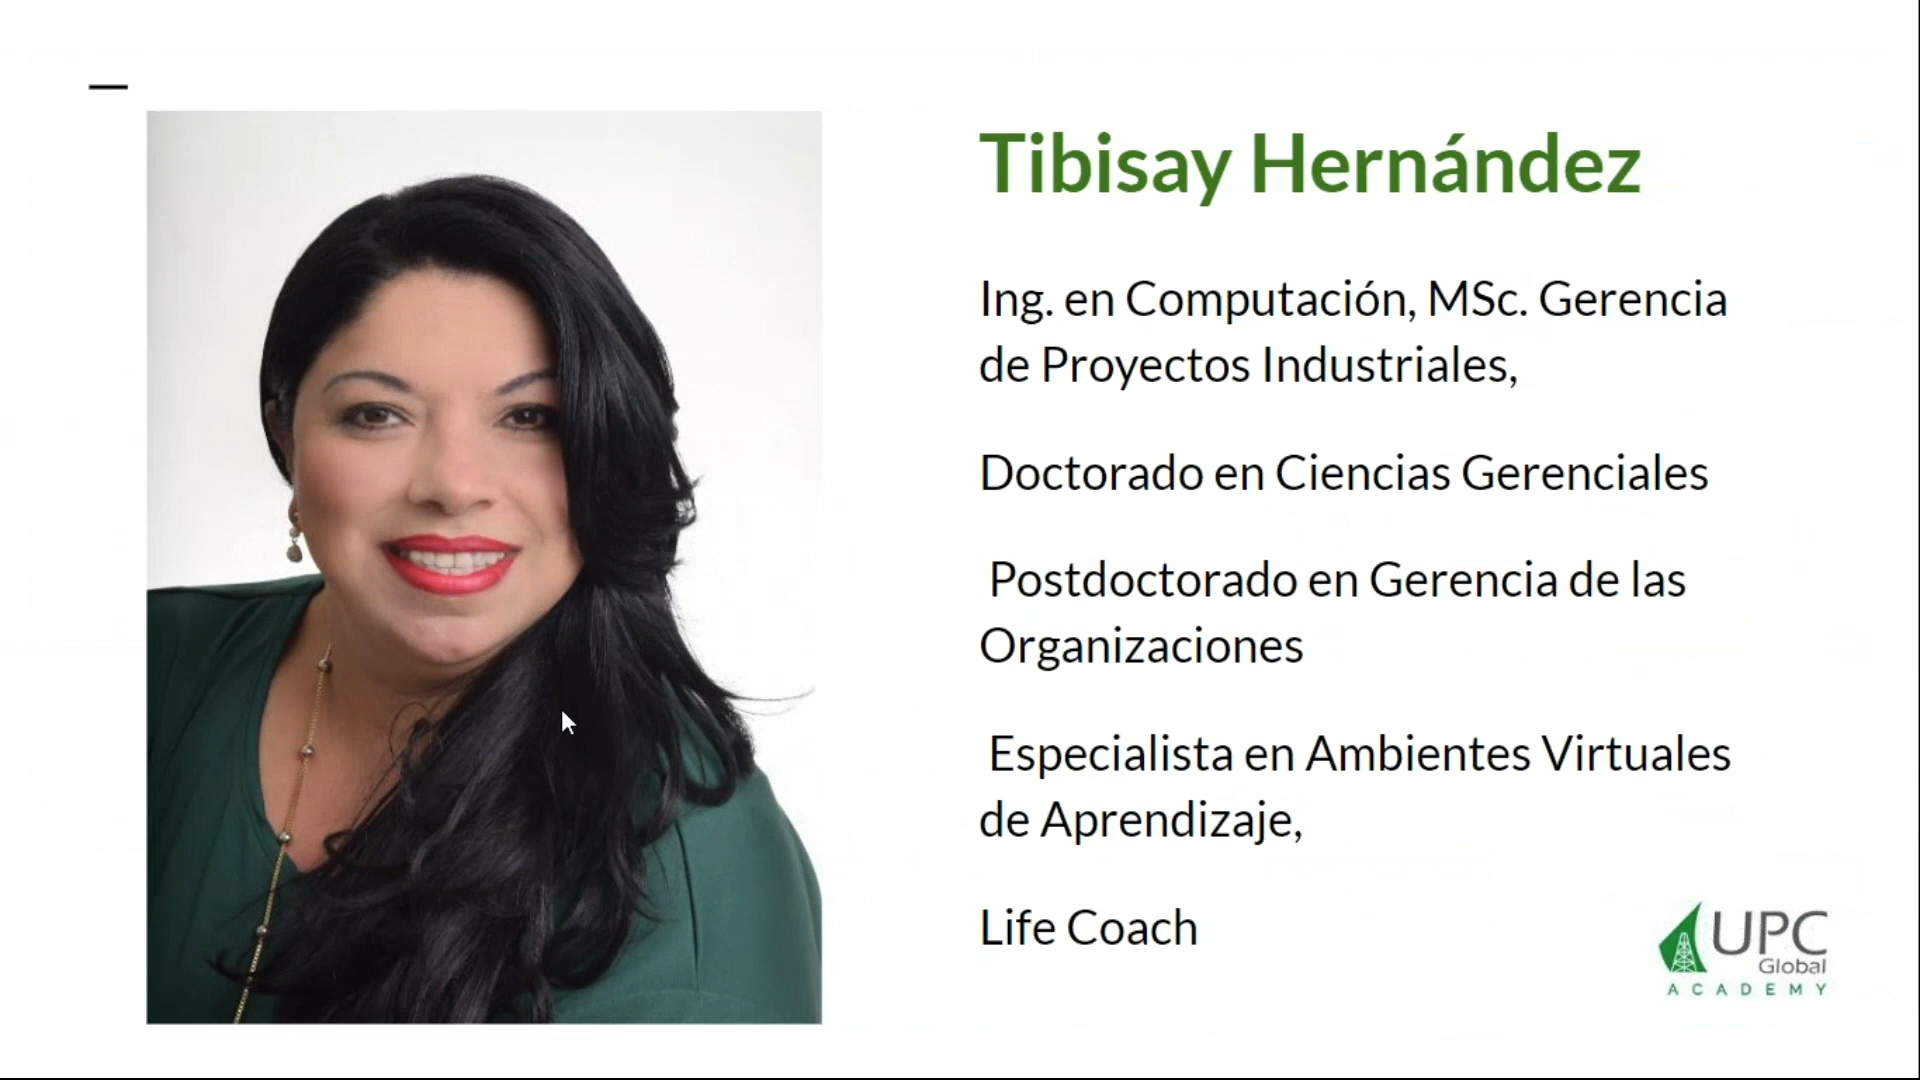 Tibisay Hernández
Ing. en Computación, MSc. Gerencia
de Proyectos Industriales,
Doctorado en Ciencias Gerenciales
Postdoctorado en Gerencia de las
Organizaciones
Especialista en Ambientes Virtuales
de Aprendizaje,
Life Coach
UPC
Global
ACADEMY